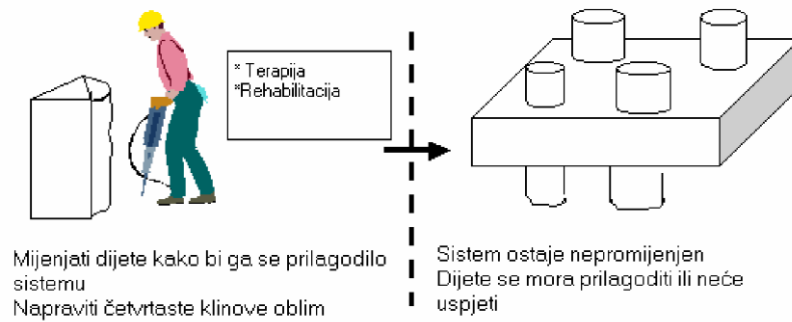 * Terapija
*Rehabilitacija
Mijenjati dijete kako bi ga se prilagodilo
sistemu
Napraviti četvrtaste klinove oblim
Sistem ostaje nepromijenjen
Dijete se mora prilagoditi ili neće
uspjeti